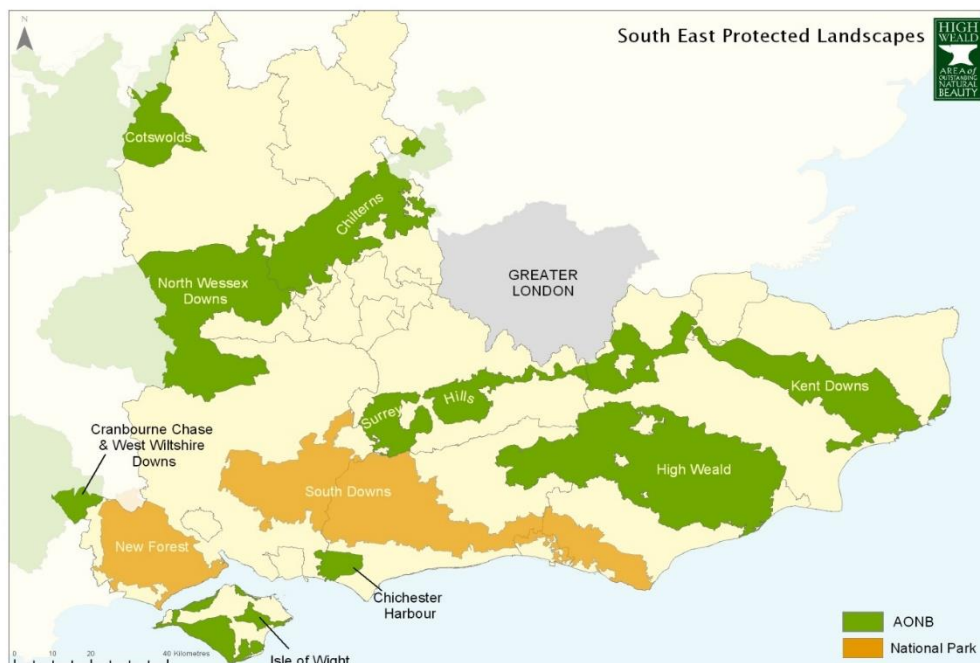 N
South East Protected Landscapes
HIGH
WEALD
AREA of
OUTSTANDING
NATURAL
BEAUTY
Cotswolds
Chilterns
North Wessex
Downs
GREATER
LONDON
Kent Downs
Surrey
Hills
Cranbourne Chase
& West Wiltshire
Downs
High Weald
South Downs
New Forest
Chichester
Harbour
Isle of Wight
AONB
National Park
0 10 20 40 Kilometres